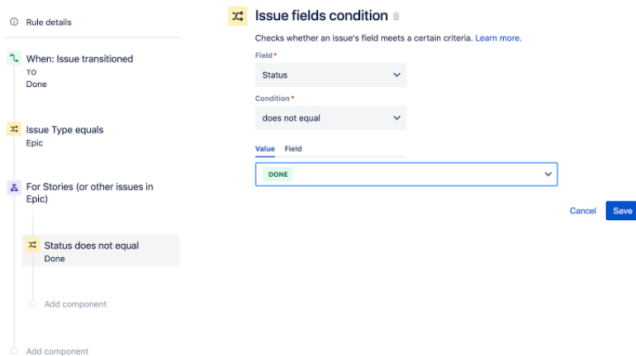 Rule details
When: Issue transitioned
TO
Done
Issue Type equals
Epic
For Stories (or other issues in
Epic)
Status does not equal
Done
Add component
Add component
Issue fields condition
Checks whether an issue's field meets a certain criteria. Learn more.
Field *
Status
Condition *
does not equal
Value Field
DONE
Cancel Save